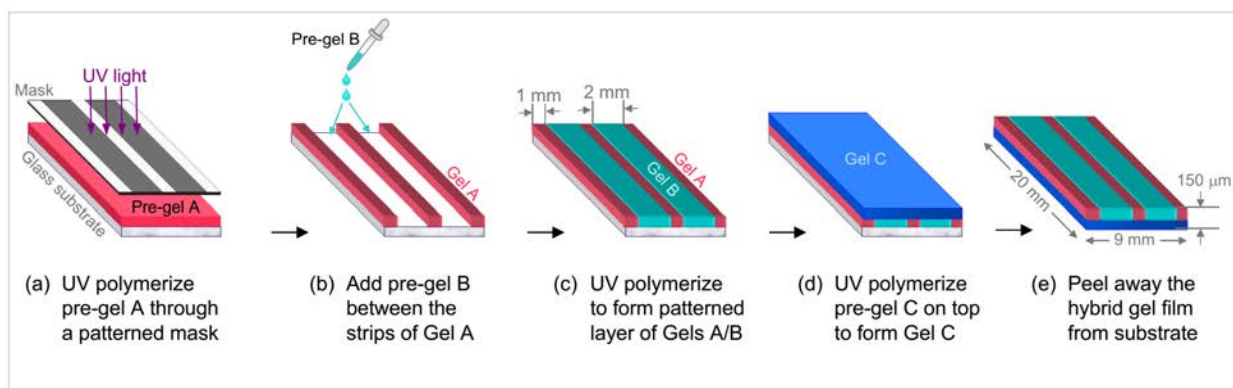 Mask
UV light
Glass substrate
Pre-gel A
Pre-gel B
Gel A
1 mm
2 mm
Gel B
Gel A
Gel C
20 mm
9 mm
150 μm
(a) UV polymerize
pre-gel A through
a patterned mask
(b) Add pre-gel B
between the
strips of Gel A
(c) UV polymerize
to form patterned
layer of Gels A/B
(d) UV polymerize
pre-gel C on top
to form Gel C
(e) Peel away the
hybrid gel film
from substrate